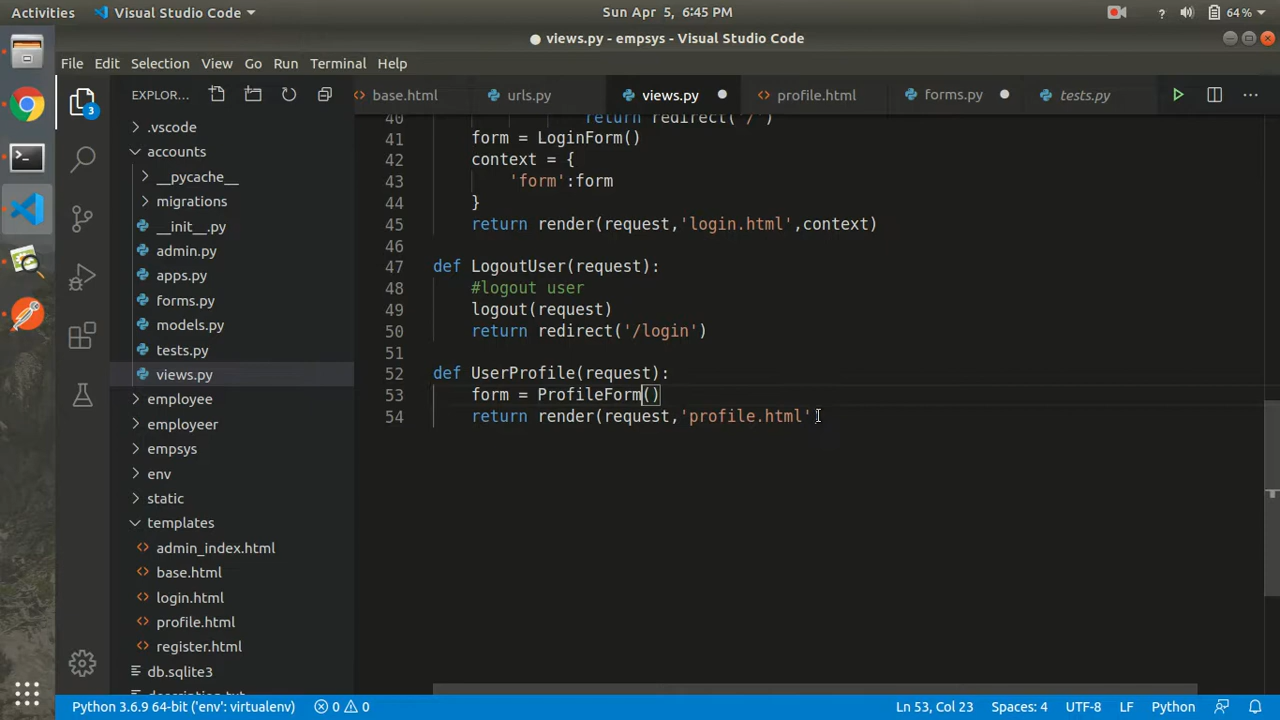 Activities
Visual Studio Code
Sun Apr 5, 6:45 PM
?
64 %
● views.py - empsys - Visual Studio Code
File Edit Selection View Go Run Terminal Help
3
EXPLOR...
base.html
urls.py
views.py
profile.html
forms.py
tests.py
.vscode
accounts
__pycache__
migrations
__init__.py
admin.py
apps.py
forms.py
models.py
tests.py
views.py
employee
employeer
empsys
env
static
templates
admin_index.html
base.html
login.html
profile.html
register.html
db.sqlite3
description.txt
40 return redirect('/')
41 form = LoginForm()
42 context = {
43 'form':form
44 }
45 return render(request,'login.html',context)
46
47 def LogoutUser(request):
48 #logout user
49 logout(request)
50 return redirect('/login')
51
52 def UserProfile(request):
53 form = ProfileForm()
54 return render(request,'profile.html'
Python 3.6.9 64-bit ('env': virtualenv)
0
0
Ln 53, Col 23
Spaces: 4
UTF-8
LF
Python